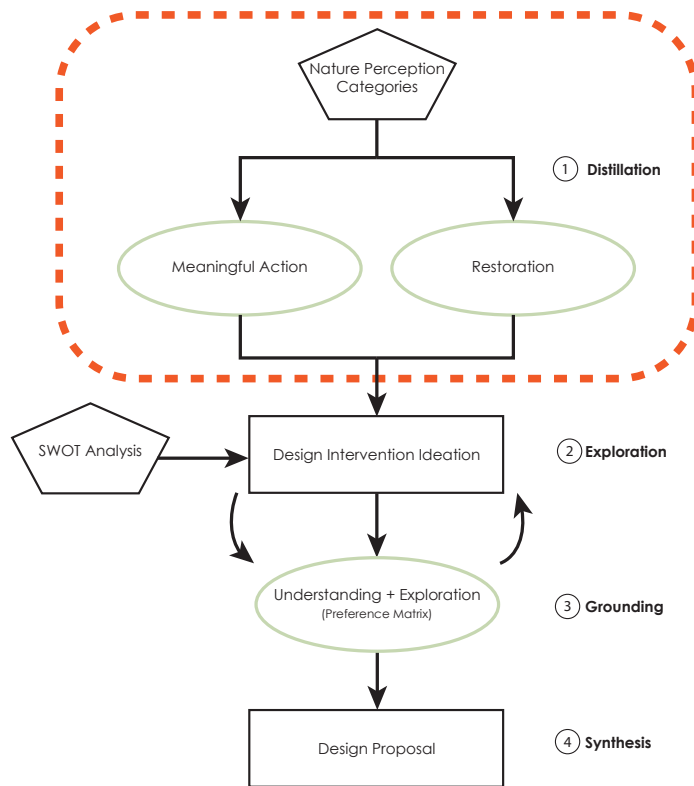 Nature Perception
Categories
1 Distillation
Meaningful Action
Restoration
SWOT Analysis
Design Intervention Ideation
2 Exploration
Understanding + Exploration
(Preference Matrix)
3 Grounding
Design Proposal
4 Synthesis